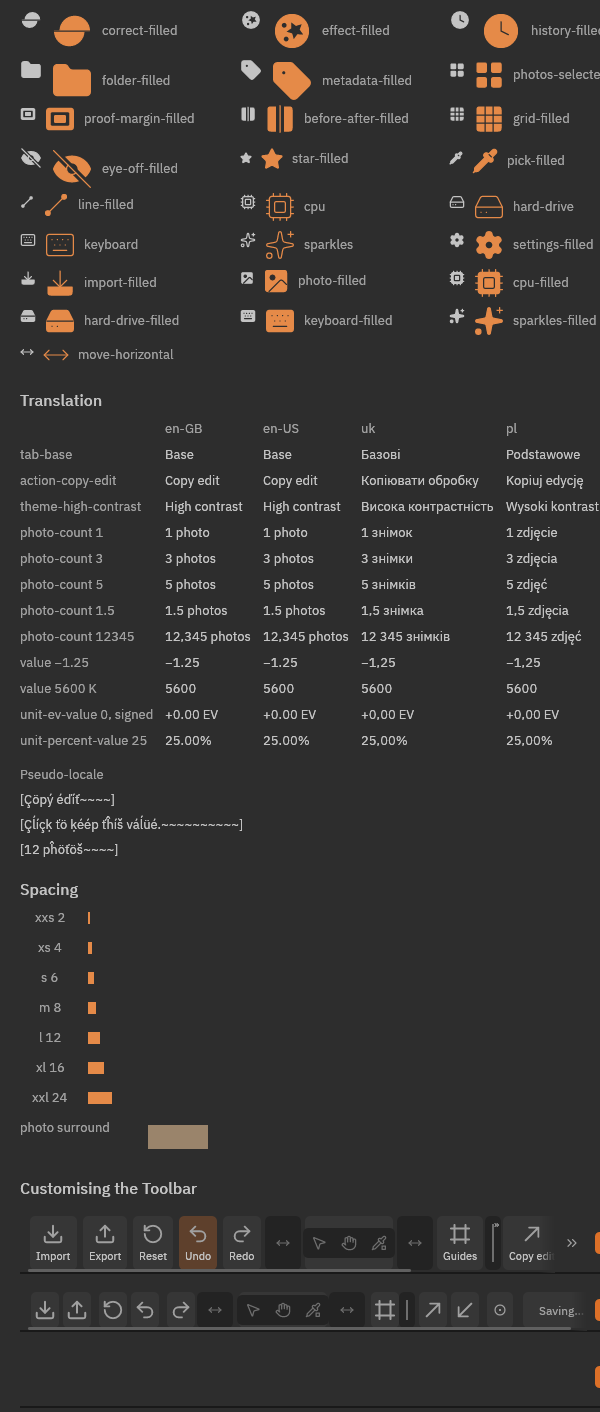 correct-filled effect-filled history-filled
folder-filled metadata-filled photos-selecte
proof-margin-filled before-after-filled grid-filled
eye-off-filled star-filled pick-filled
line-filled cpu hard-drive
keyboard sparkles settings-filled
import-filled photo-filled cpu-filled
hard-drive-filled keyboard-filled sparkles-filled
move-horizontal
Translation
en-GB en-US uk pl
tab-base Base Base Базові Podstawowe
action-copy-edit Copy edit Copy edit Копіювати обробку Kopiuj edycję
theme-high-contrast High contrast High contrast Висока контрастність Wysoki kontrast
photo-count 1 1 photo 1 photo 1 знімок 1 zdjęcie
photo-count 3 3 photos 3 photos 3 знімки 3 zdjęcia
photo-count 5 5 photos 5 photos 5 знімків 5 zdjęć
photo-count 1.5 1.5 photos 1.5 photos 1,5 знімка 1,5 zdjęcia
photo-count 12345 12,345 photos 12,345 photos 12 345 знімків 12 345 zdjęć
value −1.25 −1.25 −1.25 −1,25 −1,25
value 5600 K 5600 5600 5600 5600
unit-ev-value 0, signed +0.00 EV +0.00 EV +0,00 EV +0,00 EV
unit-percent-value 25 25.00% 25.00% 25,00% 25,00%
Pseudo-locale
[Çöpý éďíť~~~~]
[Çĺíçķ ťö ķéép ťĥíš váĺüé.~~~~~~~~~~]
[12 pĥöťöš~~~~]
Spacing
xxs 2
xs 4
s 6
m 8
l 12
xl 16
xxl 24
photo surround
Customising the Toolbar
Import Export Reset Undo Redo Guides Copy edi
Saving...